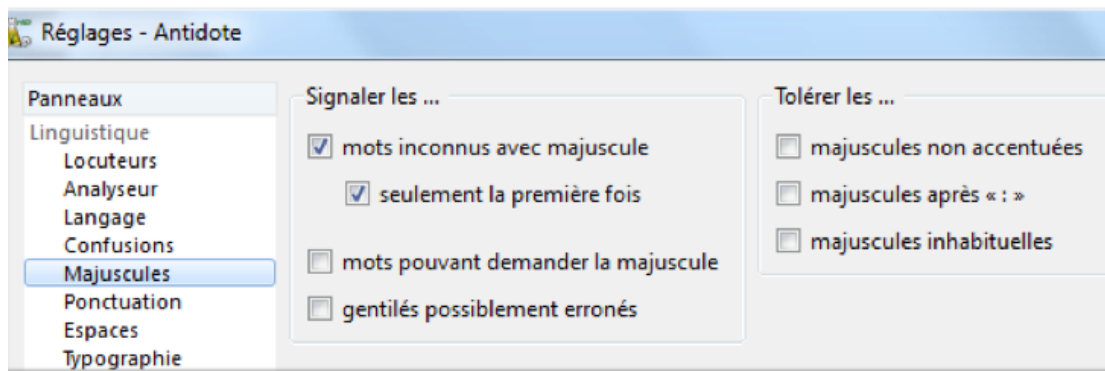 Réglages - Antidote
Panneaux
Linguistique
Locuteurs
Analyseur
Langage
Confusions
Majuscules
Ponctuation
Espaces
Typographie
Signaler les ...
mots inconnus avec majuscule
seulement la première fois
mots pouvant demander la majuscule
gentilés possiblement erronés
Tolérer les ...
majuscules non accentuées
majuscules après « : »
majuscules inhabituelles